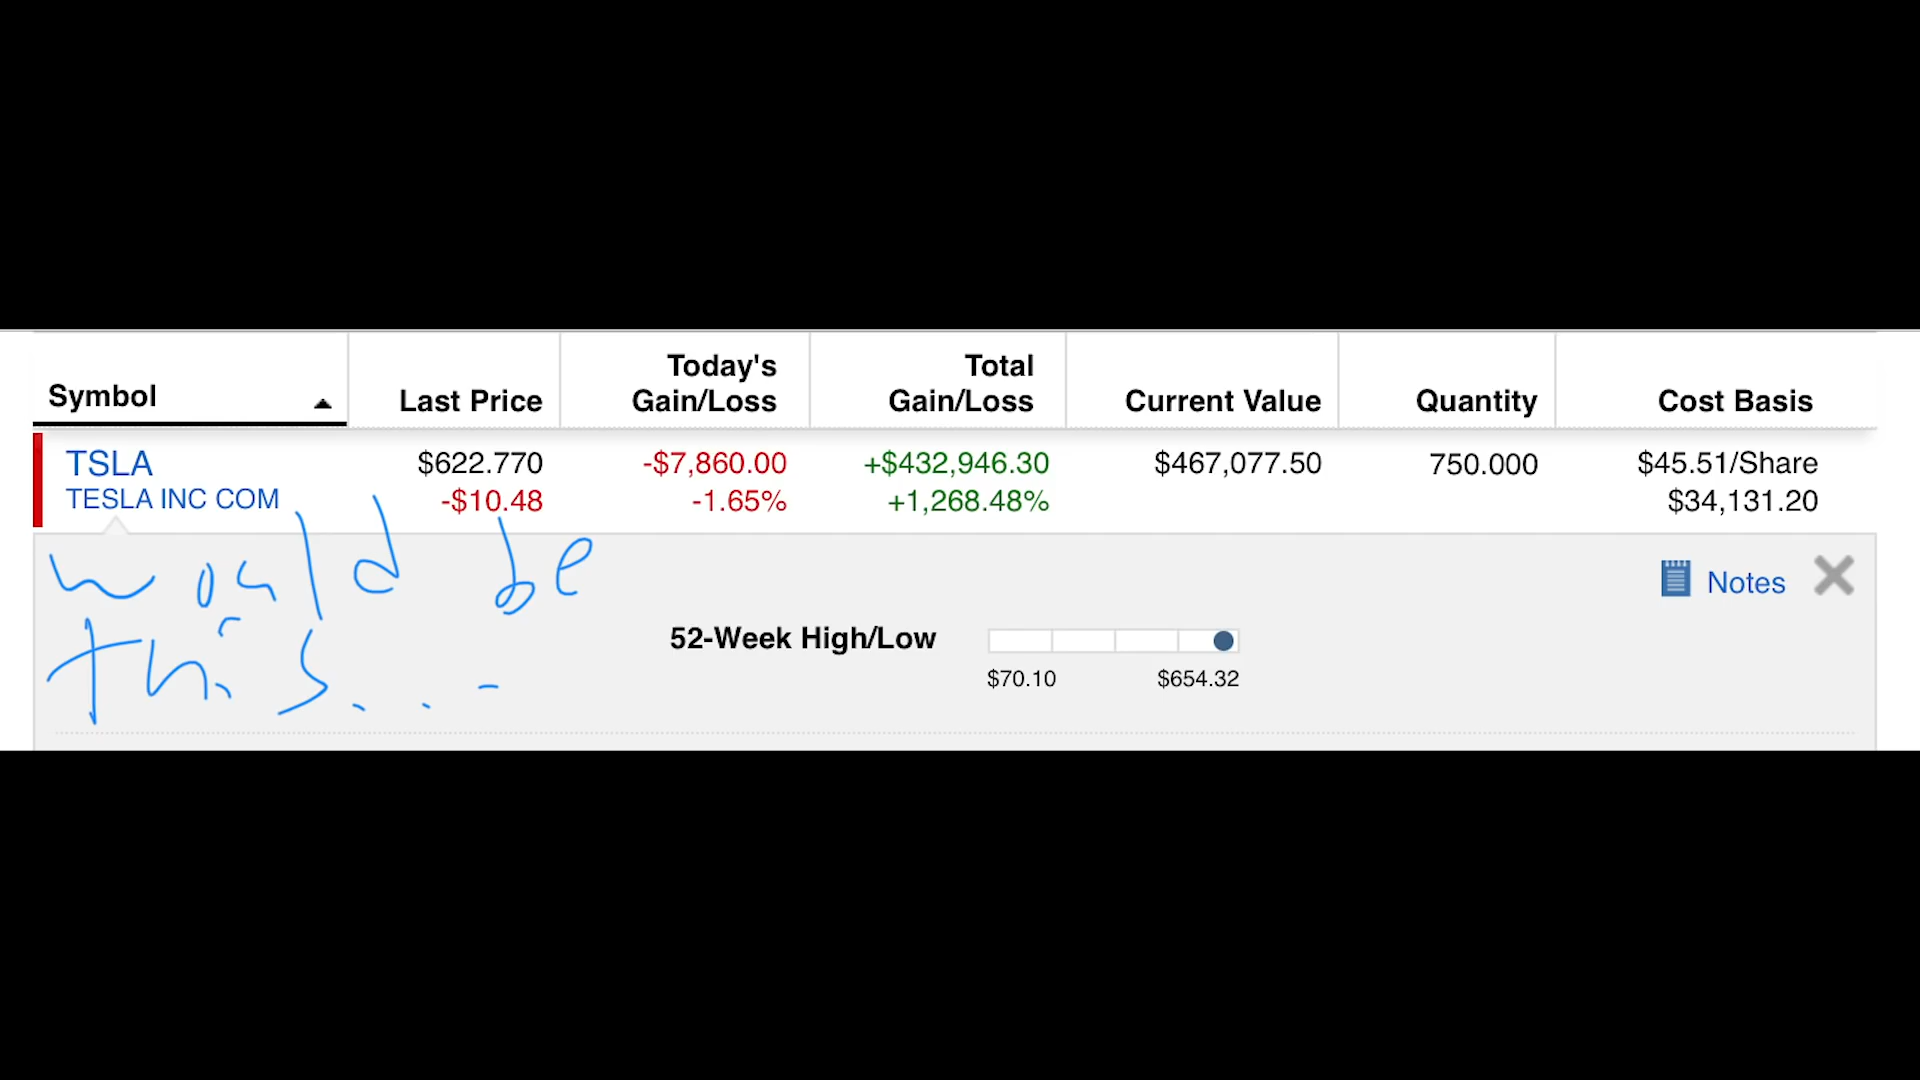 Symbol Last Price Today's Gain/Loss Total Gain/Loss Current Value Quantity Cost Basis
TSLA $622.770 -$7,860.00 +$432,946.30 $467,077.50 750.000 $45.51/Share
TESLA INC COM -$10.48 -1.65% +1,268.48% $34,131.20
would be
this...
Notes
52-Week High/Low
$70.10 $654.32